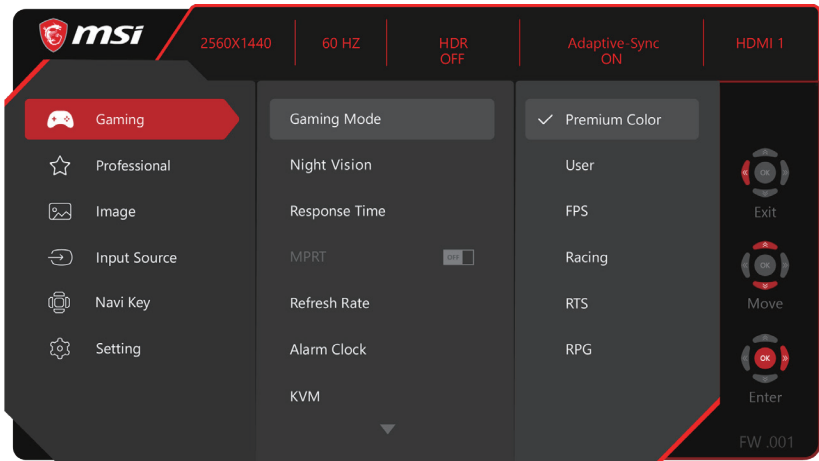 msi
2560X1440 60 HZ HDR OFF Adaptive-Sync ON HDMI 1
Gaming
Professional
Image
Input Source
Navi Key
Setting
Gaming Mode
Night Vision
Response Time
MPRT OFF
Refresh Rate
Alarm Clock
KVM
Premium Color
User
FPS
Racing
RTS
RPG
OK
Exit
OK
Move
OK
Enter
FW .001